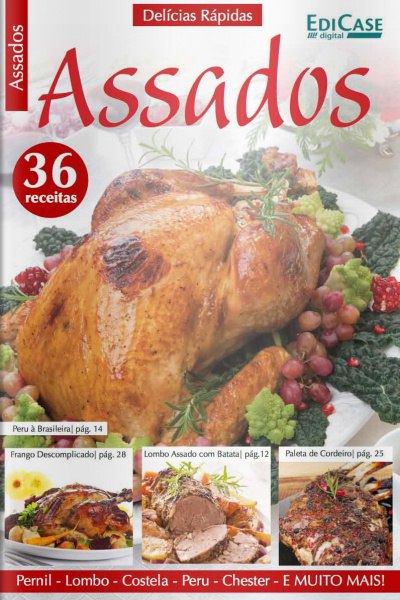 Delícias Rápidas
EDICASE
digital
Assados
Assados
36
receitas
Peru à Brasileira| pág. 14
Frango Descomplicado| pág. 28
Lombo Assado com Batata| pág.12
Paleta de Cordeiro| pág. 25
Pernil - Lombo - Costela - Peru - Chester - E MUITO MAIS!